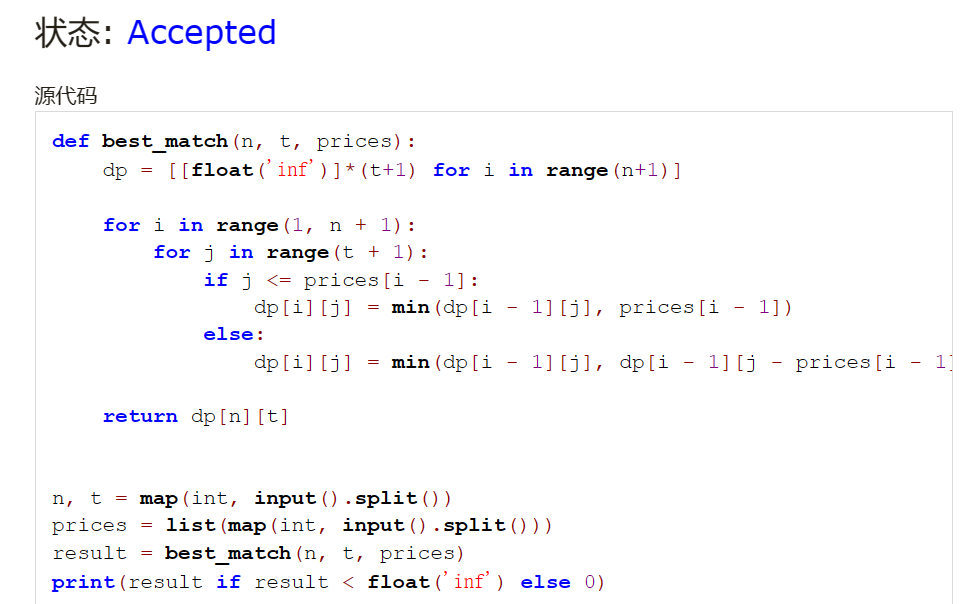 状态: Accepted
源代码
def best_match(n, t, prices):
    dp = [[float('inf')]*(t+1) for i in range(n+1)]
    for i in range(1, n + 1):
        for j in range(t + 1):
            if j <= prices[i - 1]:
                dp[i][j] = min(dp[i - 1][j], prices[i - 1])
            else:
                dp[i][j] = min(dp[i - 1][j], dp[i - 1][j - prices[i - 1]
    return dp[n][t]
n, t = map(int, input().split())
prices = list(map(int, input().split()))
result = best_match(n, t, prices)
print(result if result < float('inf') else 0)